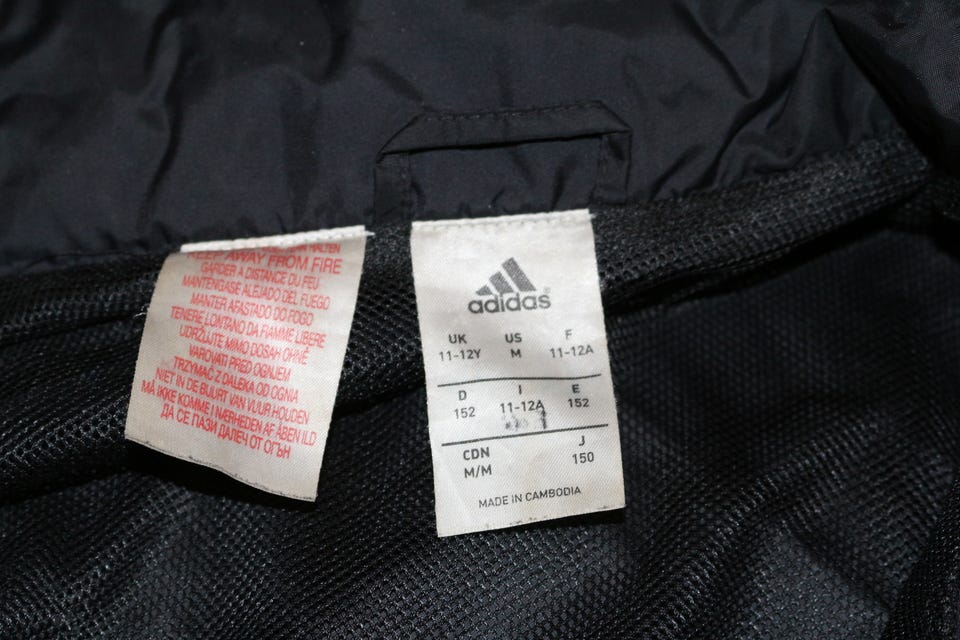 HALTEN
KEEP AWAY FROM FIRE
GARDER A DISTANCE DU FEU
MANTÉNGASE ALEJADO DEL FUEGO
MANTER AFASTADO DO FOGO
TENERE LONTANO DA FIAMME LIBERE
UDRŽUJTE MIMO DOSAH OHNĚ
VAROVATI PRED OGNJEM
TRZYMAĆ Z DALEKA OD OGNIA
NIET IN DE BUURT VAN VUUR HOUDEN
MÅ IKKE KOMME I NÆRHEDEN AF ÅBEN ILD
ДА СЕ ПАЗИ ДАЛЕЧ ОТ ОГЪН
adidas®
UK US F
11-12Y M 11-12A
D I E
152 11-12A 152
CDN J
M/M 150
MADE IN CAMBODIA